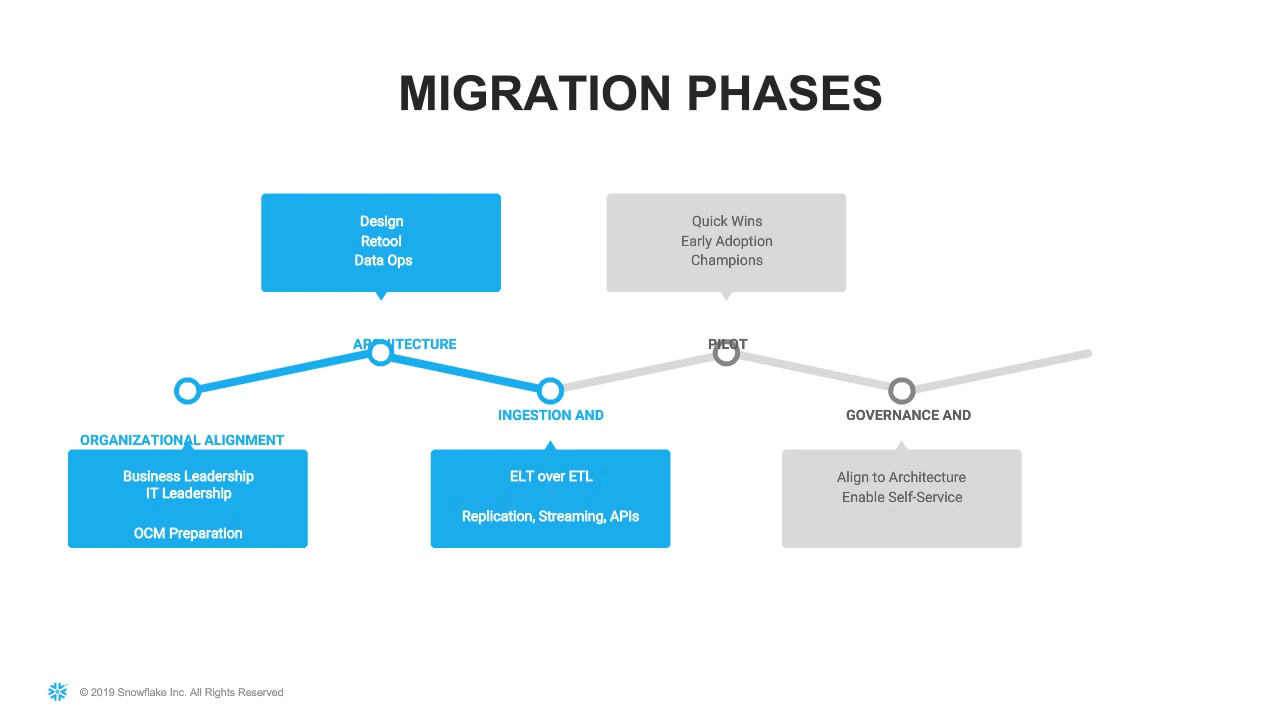 MIGRATION PHASES
Design
Retool
Data Ops
Quick Wins
Early Adoption
Champions
ARCHITECTURE
PILOT
INGESTION AND
GOVERNANCE AND
ORGANIZATIONAL ALIGNMENT
Business Leadership
IT Leadership
OCM Preparation
ELT over ETL
Replication, Streaming, APIs
Align to Architecture
Enable Self-Service
© 2019 Snowflake Inc. All Rights Reserved